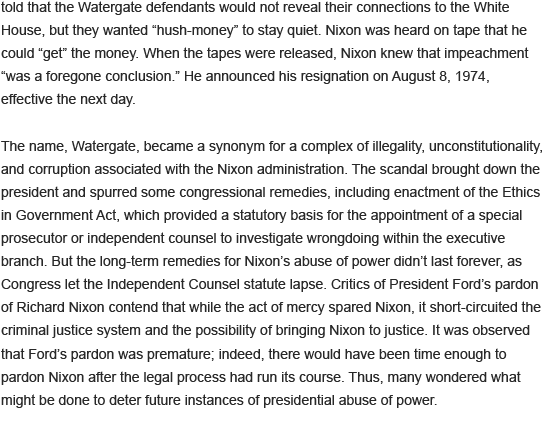 told that the Watergate defendants would not reveal their connections to the White
House, but they wanted “hush-money” to stay quiet. Nixon was heard on tape that he
could “get” the money. When the tapes were released, Nixon knew that impeachment
“was a foregone conclusion.” He announced his resignation on August 8, 1974,
effective the next day.

The name, Watergate, became a synonym for a complex of illegality, unconstitutionality,
and corruption associated with the Nixon administration. The scandal brought down the
president and spurred some congressional remedies, including enactment of the Ethics
in Government Act, which provided a statutory basis for the appointment of a special
prosecutor or independent counsel to investigate wrongdoing within the executive
branch. But the long-term remedies for Nixon’s abuse of power didn’t last forever, as
Congress let the Independent Counsel statute lapse. Critics of President Ford’s pardon
of Richard Nixon contend that while the act of mercy spared Nixon, it short-circuited the
criminal justice system and the possibility of bringing Nixon to justice. It was observed
that Ford’s pardon was premature; indeed, there would have been time enough to
pardon Nixon after the legal process had run its course. Thus, many wondered what
might be done to deter future instances of presidential abuse of power.